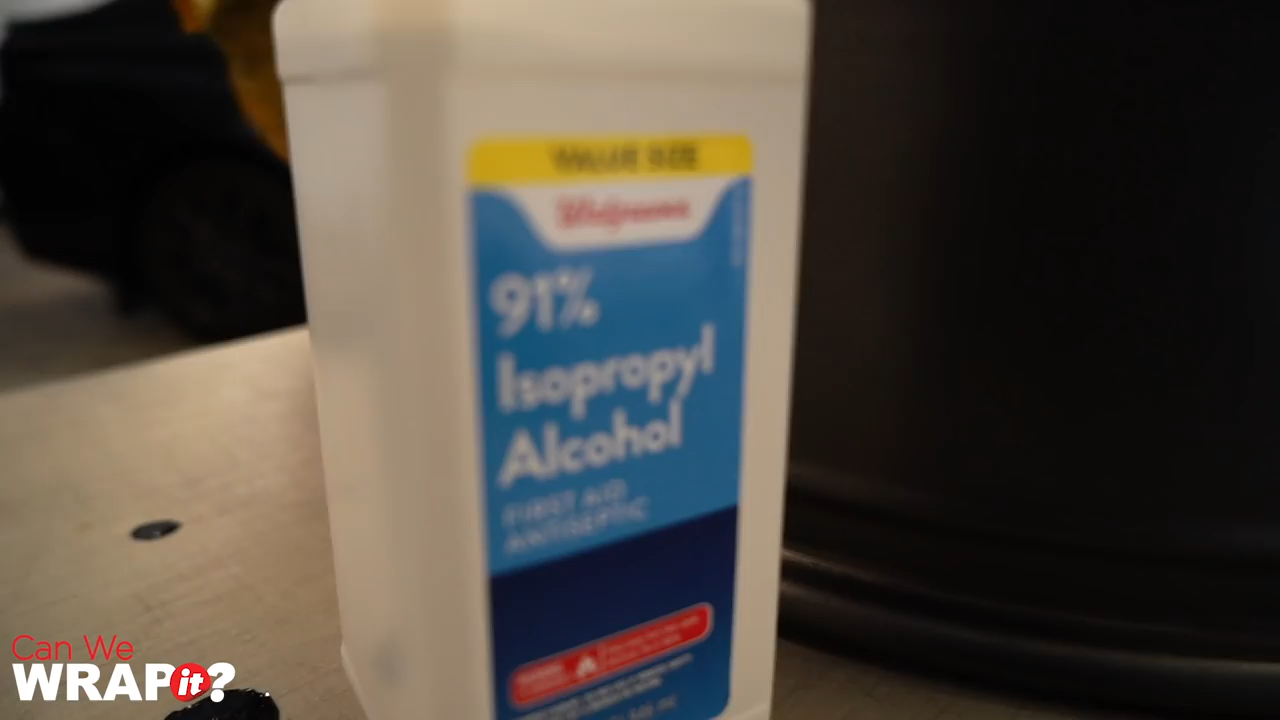 VALUE SIZE
Walgreens
91%
Isopropyl
Alcohol
FIRST AID
ANTISEPTIC
Can We
WRAP it?